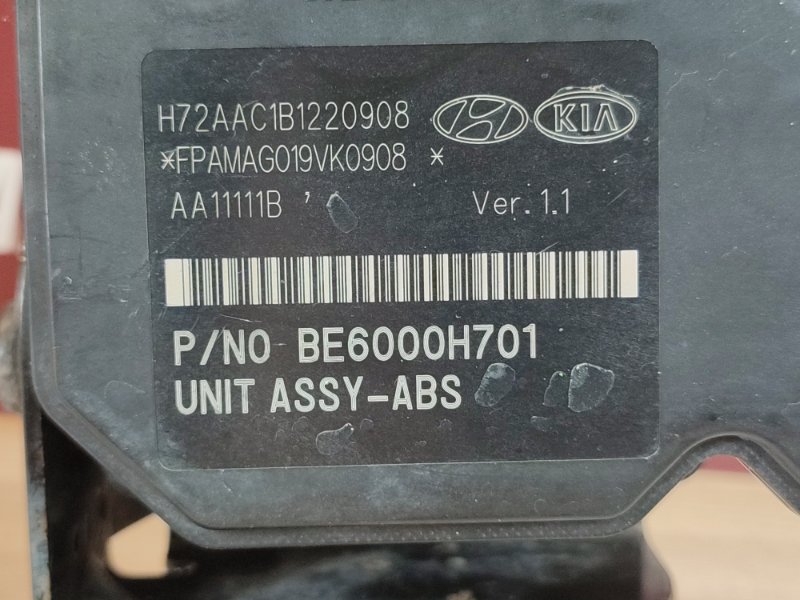 H72AAC1B1220908
KIA
*FPAMAG019VK0908 *
AA11111B ’ Ver. 1.1
P/NO BE6000H701
UNIT ASSY-ABS